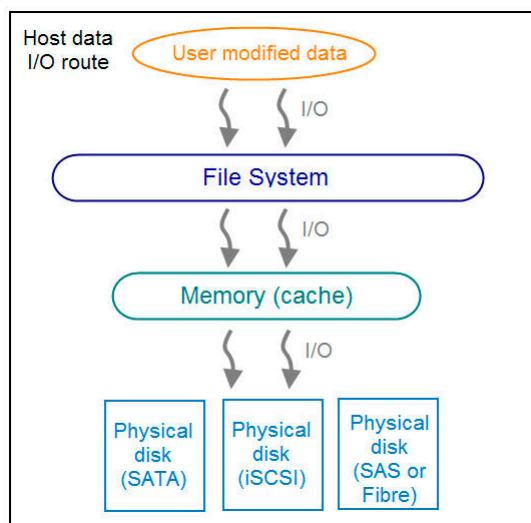 Host data
I/O route
User modified data
I/O
File System
I/O
Memory (cache)
I/O
Physical
disk
(SATA)
Physical
disk
(iSCSI)
Physical
disk
(SAS or
Fibre)